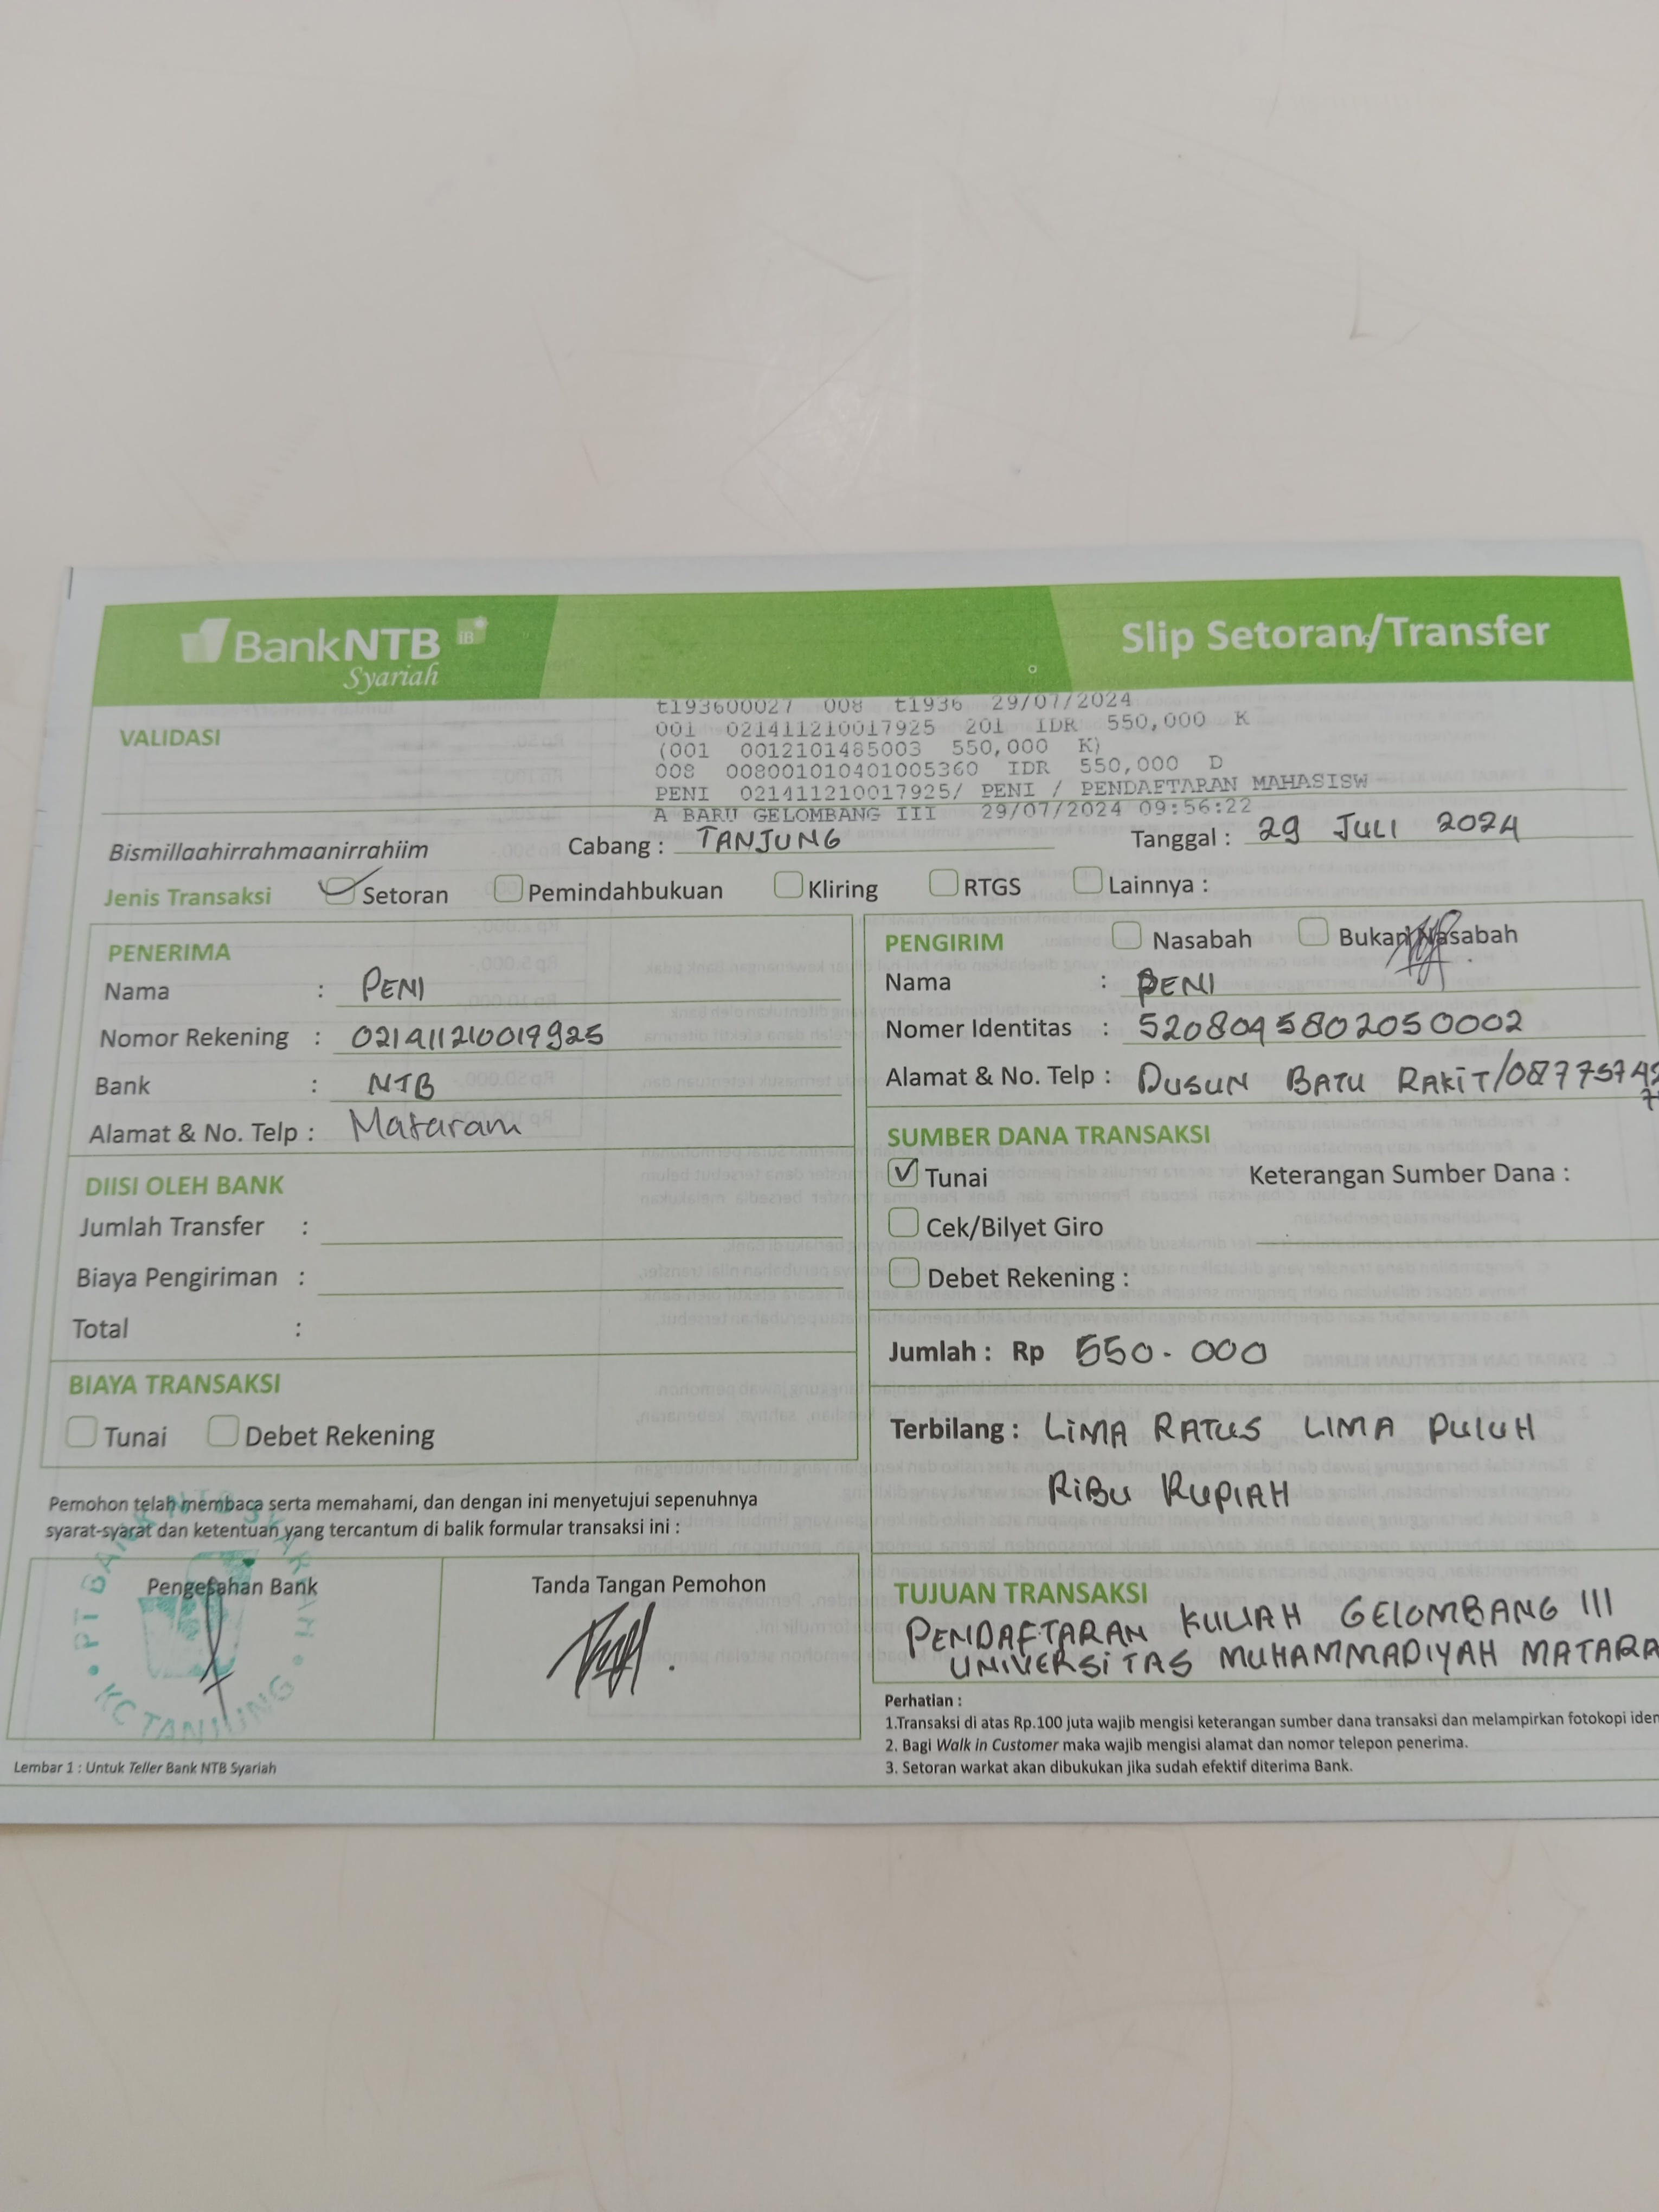 BankNTB iB
Syariah
Slip Setoran/Transfer
VALIDASI
t193600027 008 t1936 29/07/2024
001 021411210017925 201 IDR 550,000 K
(001 0012101485003 550,000 K)
008 008001010401005360 IDR 550,000 D
PENI 021411210017925/ PENI / PENDAFTARAN MAHASISW
A BARU GELOMBANG III 29/07/2024 09:56:22
Bismillaahirrahmaanirrahiim Cabang : TANJUNG Tanggal : 29 JULI 2024
Jenis Transaksi Setoran Pemindahbukuan Kliring RTGS Lainnya :
PENERIMA
Nama : PENI
Nomor Rekening : 021411210017925
Bank : NTB
Alamat & No. Telp : Mataram
DIISI OLEH BANK
Jumlah Transfer :
Biaya Pengiriman :
Total :
BIAYA TRANSAKSI
Tunai Debet Rekening
Pemohon telah membaca serta memahami, dan dengan ini menyetujui sepenuhnya
syarat-syarat dan ketentuan yang tercantum di balik formular transaksi ini :
Pengesahan Bank Tanda Tangan Pemohon
PT BANK NTB SYARIAH
KC TANJUNG
Lembar 1 : Untuk Teller Bank NTB Syariah
PENGIRIM Nasabah Bukan Nasabah
Nama : PENI
Nomer Identitas : 5208045802050002
Alamat & No. Telp : DUSUN BATU RAKIT/08775742
SUMBER DANA TRANSAKSI
Tunai Keterangan Sumber Dana :
Cek/Bilyet Giro
Debet Rekening :
Jumlah : Rp 550.000
Terbilang : LIMA RATUS LIMA PULUH
RIBU RUPIAH
TUJUAN TRANSAKSI
PENDAFTARAN KULIAH GELOMBANG III
UNIVERSITAS MUHAMMADIYAH MATARA
Perhatian :
1.Transaksi di atas Rp.100 juta wajib mengisi keterangan sumber dana transaksi dan melampirkan fotokopi iden
2. Bagi Walk in Customer maka wajib mengisi alamat dan nomor telepon penerima.
3. Setoran warkat akan dibukukan jika sudah efektif diterima Bank.